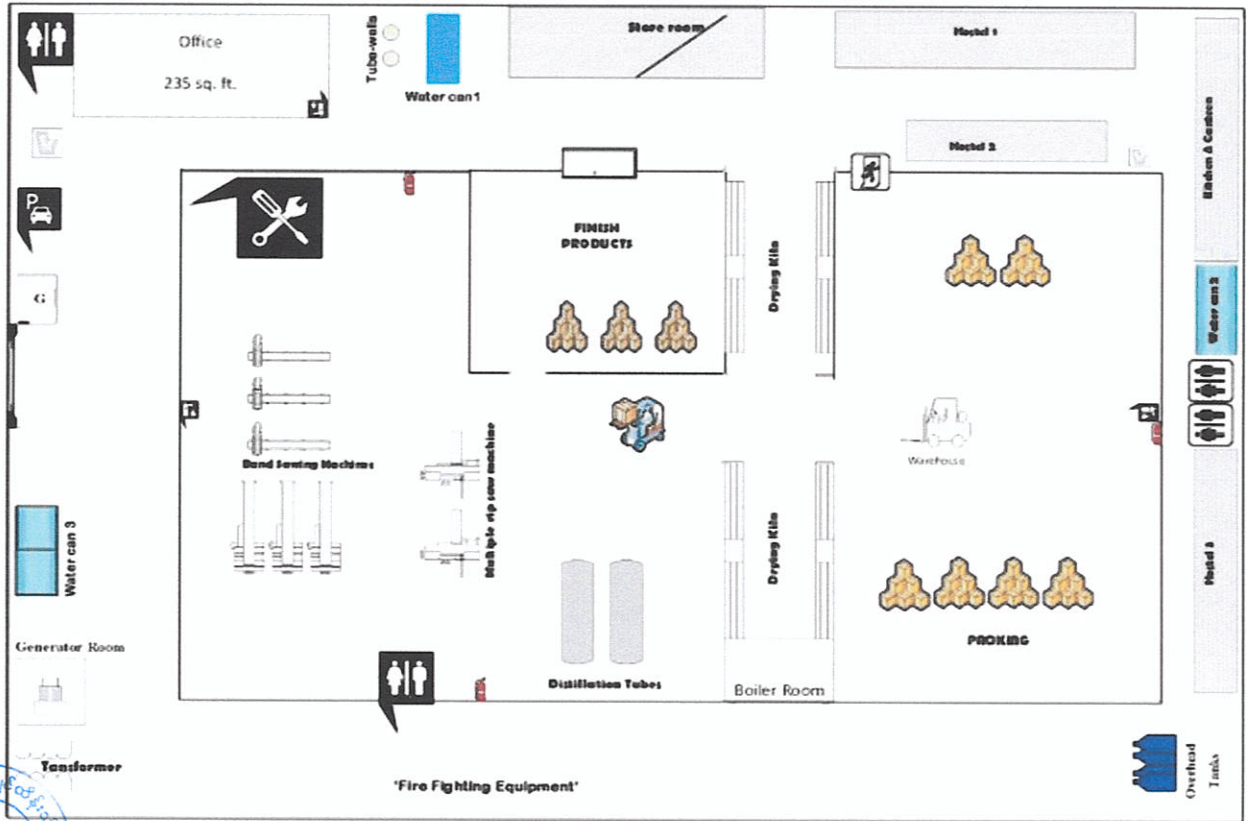 Office
235 sq. ft.
Tube-wells
Water can 1
Store room
Hostel 1
Hostel 2
Kitchen & Canteen
P
G
FINISH
PRODUCTS
Drying Kiln
Water can 2
Band Sawing Machines
Multiple rip saw machine
Warehouse
Water can 3
Drying Kiln
Hostel 3
PACKING
Generator Room
Distillation Tubes
Boiler Room
Tansformer
'Fire Fighting Equipment'
Overhead
Tanks